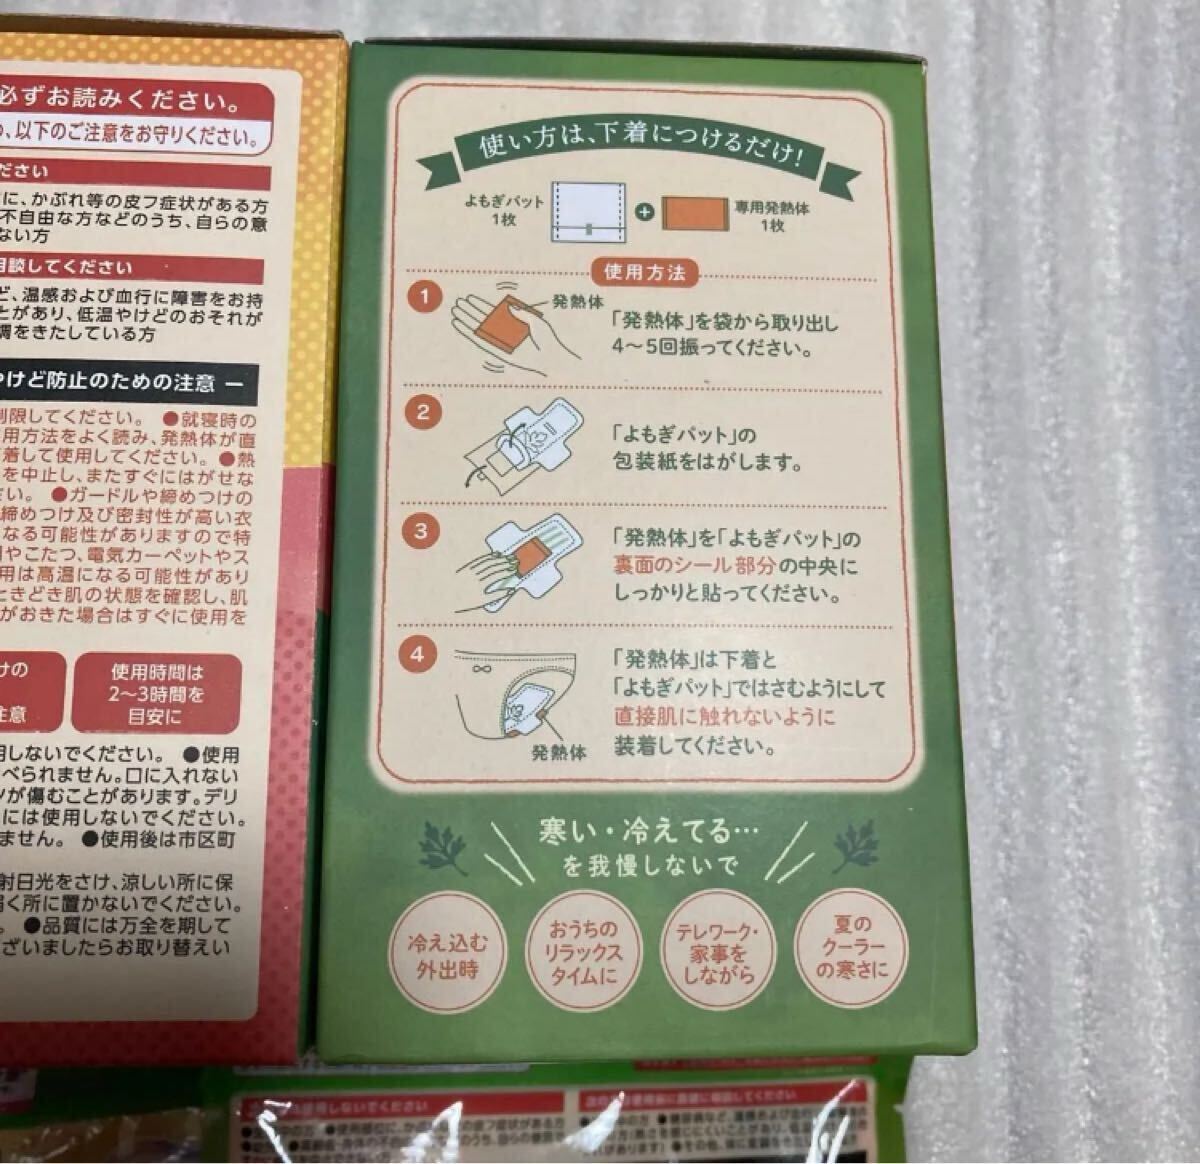 必ずお読みください。
、以下のご注意をお守りください。
ださい
に、かぶれ等の皮フ症状がある方
不自由な方などのうち、自らの意
ない方
相談してください
ど、温感および血行に障害をお持
とがあり、低温やけどのおそれが
調をきたしている方
やけど防止のための注意
制限してください。 ●就寝時の
用方法をよく読み、発熱体が直
着して使用してください。●熱
を中止し、またすぐにはがせな
さい。 ●ガードルや締めつけの
締めつけ及び密封性が高い衣
なる可能性がありますので特
やこたつ、電気カーペットやス
用は高温になる可能性があり
ときどき肌の状態を確認し、肌
がおきた場合はすぐに使用を
けの
注意
使用時間は
2〜3時間を
目安に
用しないでください。 ●使用
べられません。口に入れない
ンが傷むことがあります。デリ
には使用しないでください。
ません。 ●使用後は市区町
射日光をさけ、涼しい所に保
届く所に置かないでください。
。 ●品質には万全を期して
ざいましたらお取り替えい
使い方は、下着につけるだけ!
よもぎパット
1枚
+
専用発熱体
1枚
使用方法
1
発熱体
「発熱体」を袋から取り出し
4〜5回振ってください。
2
「よもぎパット」の
包装紙をはがします。
3
「発熱体」を「よもぎパット」の
裏面のシール部分の中央に
しっかりと貼ってください。
4
発熱体
「発熱体」は下着と
「よもぎパット」ではさむようにして
直接肌に触れないように
装着してください。
寒い・冷えてる…
を我慢しないで
冷え込む
外出時
おうちの
リラックス
タイムに
テレワーク・
家事を
しながら
夏の
クーラー
の寒さに